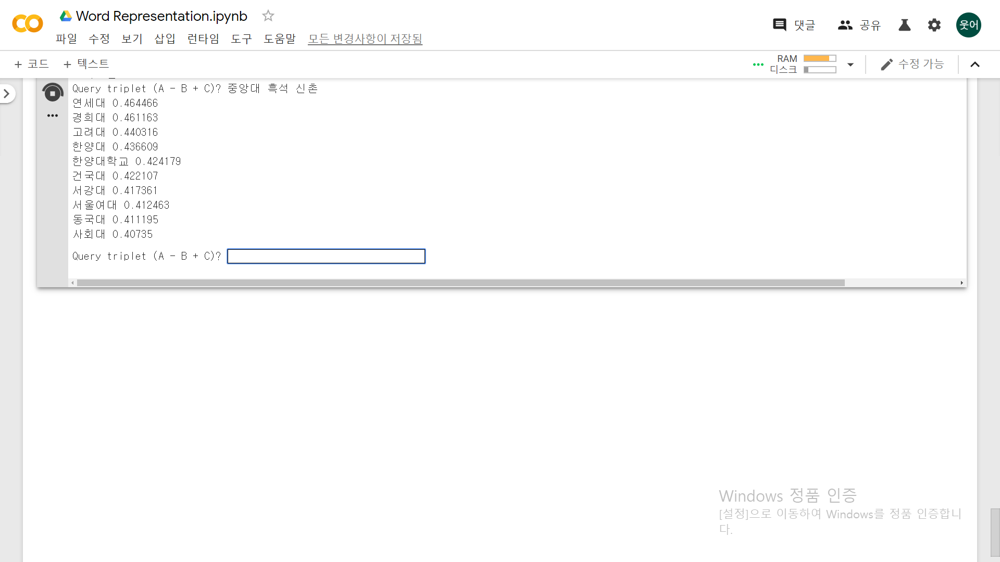 Word Representation.ipynb
댓글
공유
웃어
파일 수정 보기 삽입 런타임 도구 도움말 모든 변경사항이 저장됨
+ 코드 + 텍스트
RAM
디스크
수정 가능
Query triplet (A - B + C)? 중앙대 흑석 신촌
연세대 0.464466
경희대 0.461163
고려대 0.440316
한양대 0.436609
한양대학교 0.424179
건국대 0.422107
서강대 0.417361
서울여대 0.412463
동국대 0.411195
사회대 0.40735
Query triplet (A - B + C)?
Windows 정품 인증
[설정]으로 이동하여 Windows를 정품 인증합니
다.